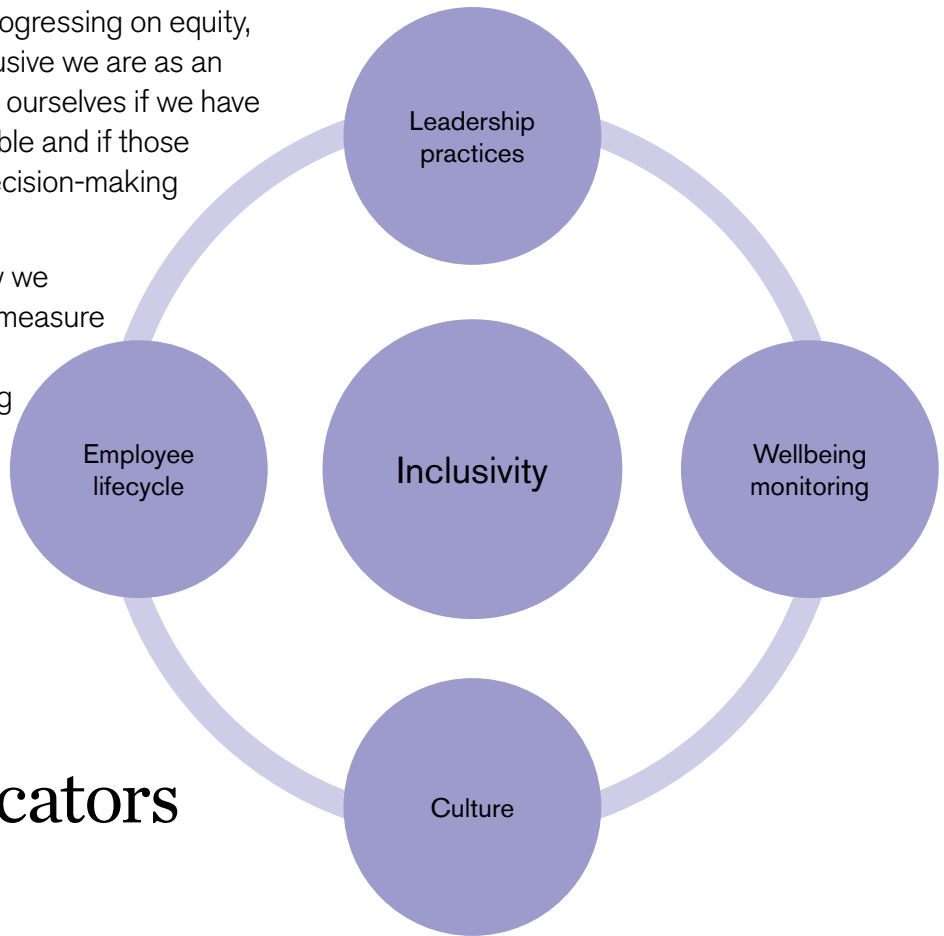 ogressing on equity,
usive we are as an
ourselves if we have
ble and if those
ecision-making
we
measure
g
Leadership
practices
Employee
lifecycle
Inclusivity
Wellbeing
monitoring
Culture
cators